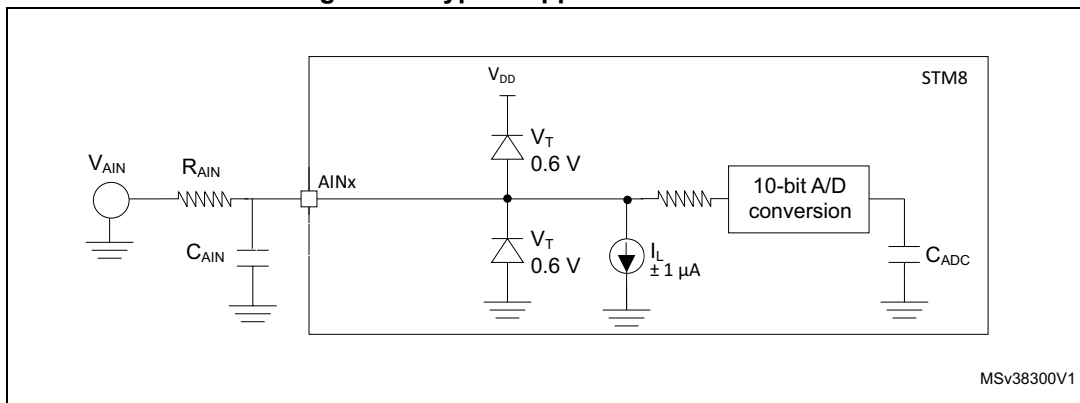 V_DD
STM8
V_T
0.6 V
V_AIN
R_AIN
AINx
10-bit A/D
conversion
C_AIN
V_T
0.6 V
I_L
± 1 µA
C_ADC
MSv38300V1